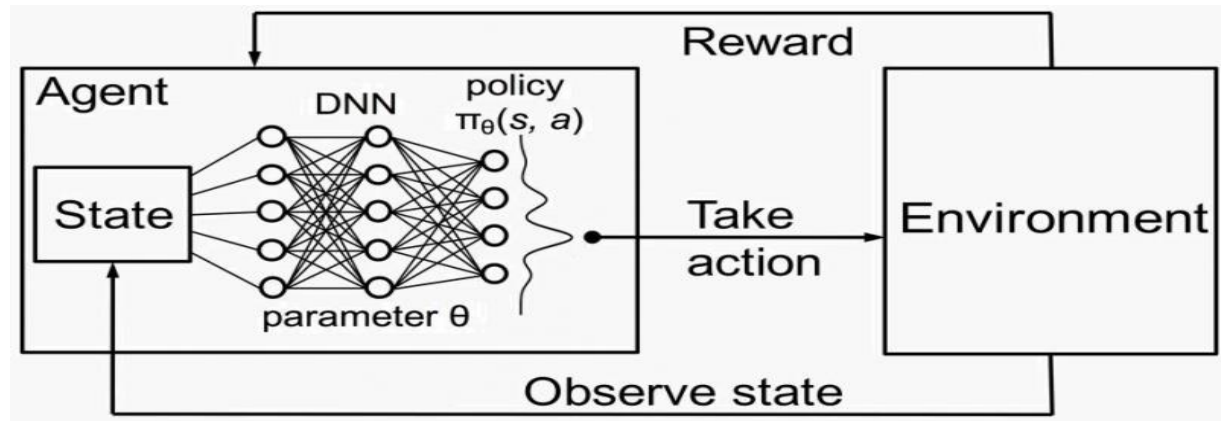 Reward
Agent
DNN
policy
πθ(s, a)
State
Take
action
Environment
parameter θ
Observe state